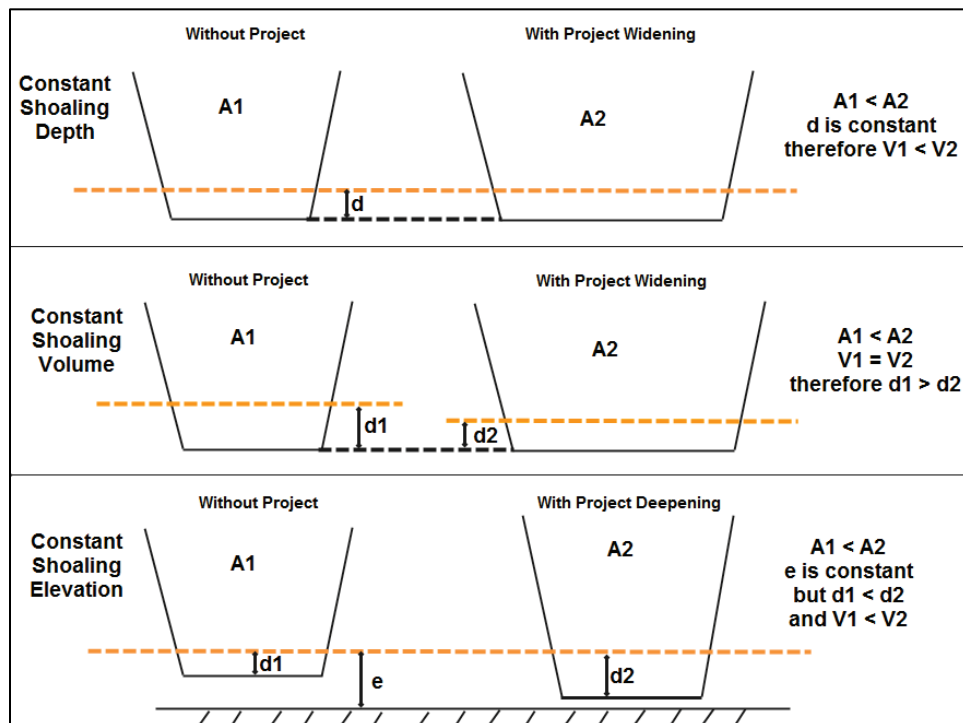 Without Project
With Project Widening
Constant
Shoaling
Depth
A1
A2
A1 < A2
d is constant
therefore V1 < V2
d
Without Project
With Project Widening
Constant
Shoaling
Volume
A1
A2
A1 < A2
V1 = V2
therefore d1 > d2
d1
d2
Without Project
With Project Deepening
Constant
Shoaling
Elevation
A1
A2
A1 < A2
e is constant
but d1 < d2
and V1 < V2
d1
e
d2